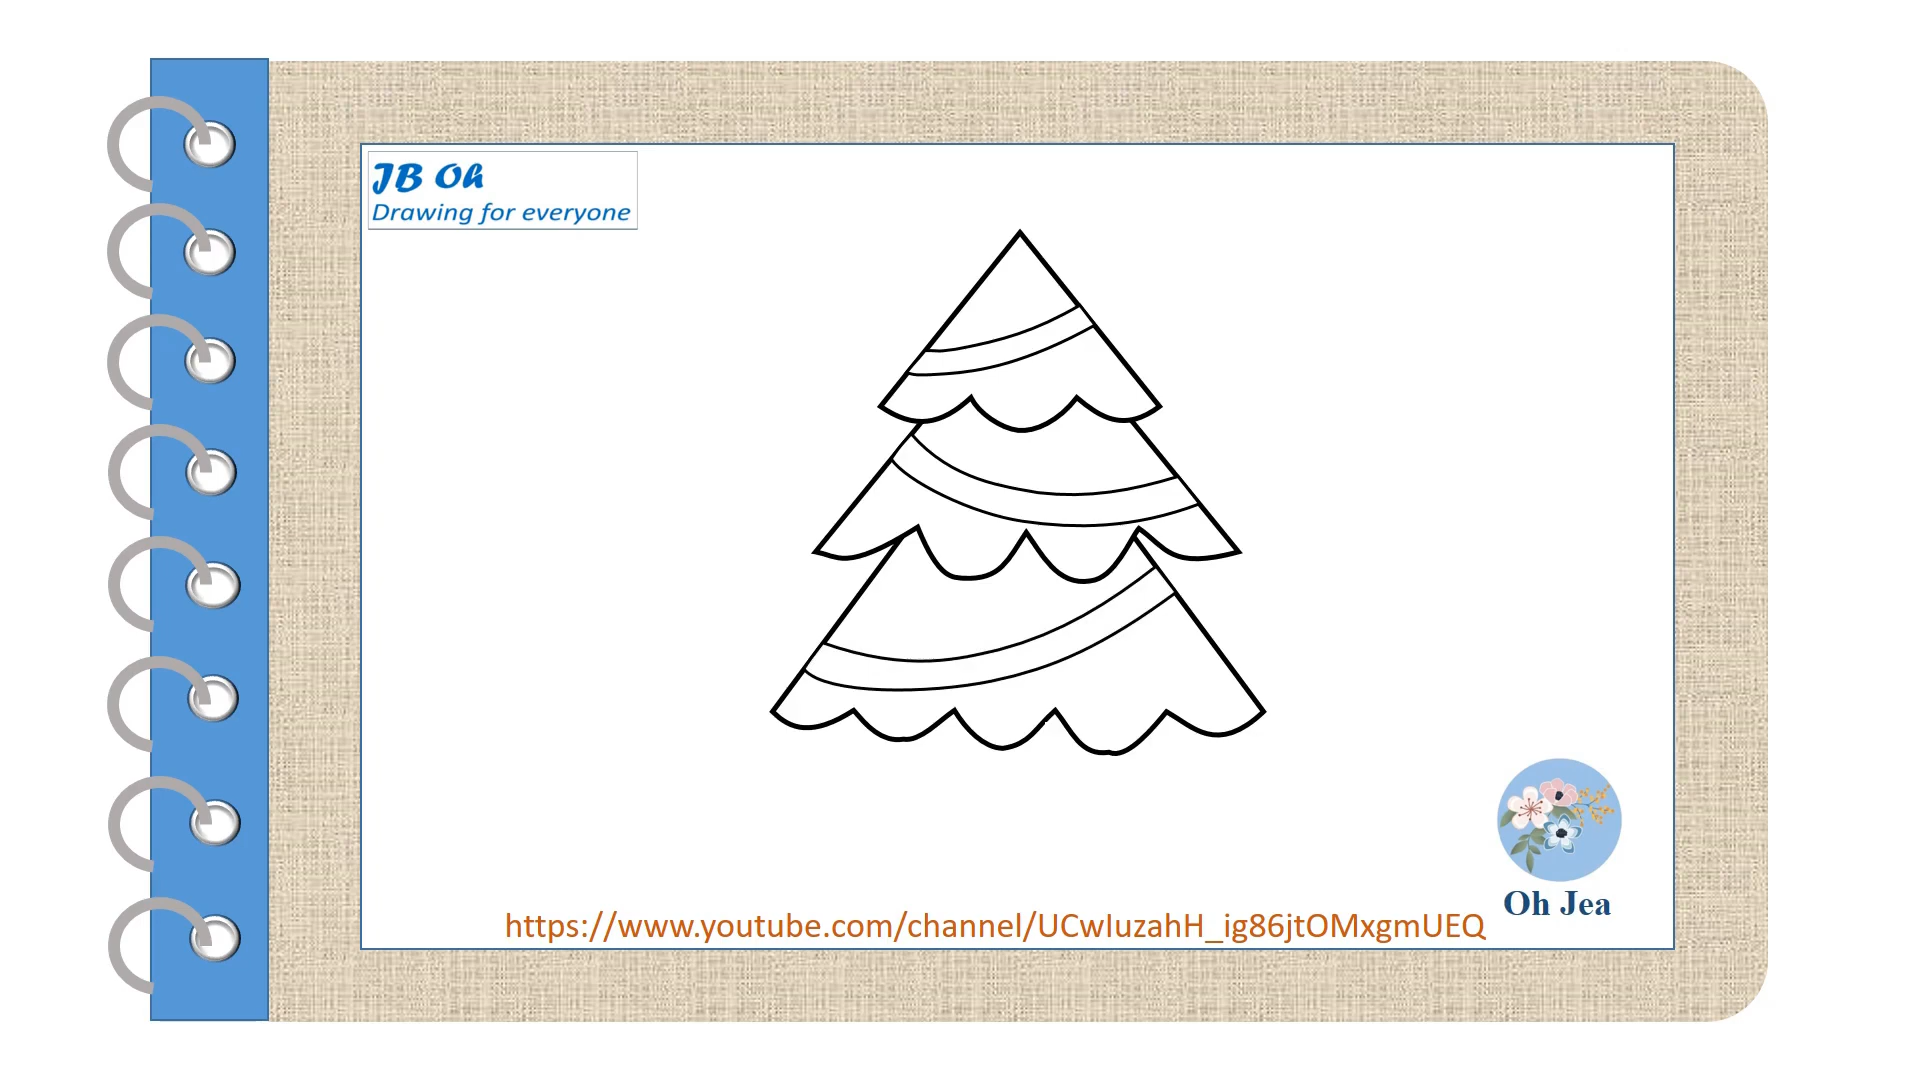 JB Oh
Drawing for everyone
Oh Jea
https://www.youtube.com/channel/UCwIuzahH_ig86jtOMxgmUEQ